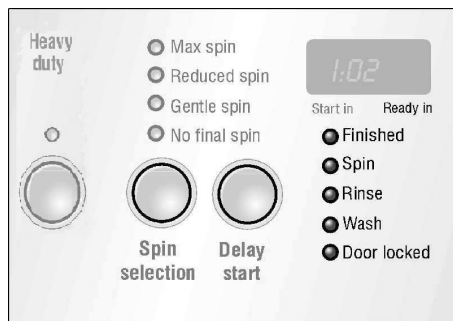 Heavy
duty
Max spin
Reduced spin
Gentle spin
No final spin
Spin
selection
Delay
start
1:02
Start in Ready in
Finished
Spin
Rinse
Wash
Door locked